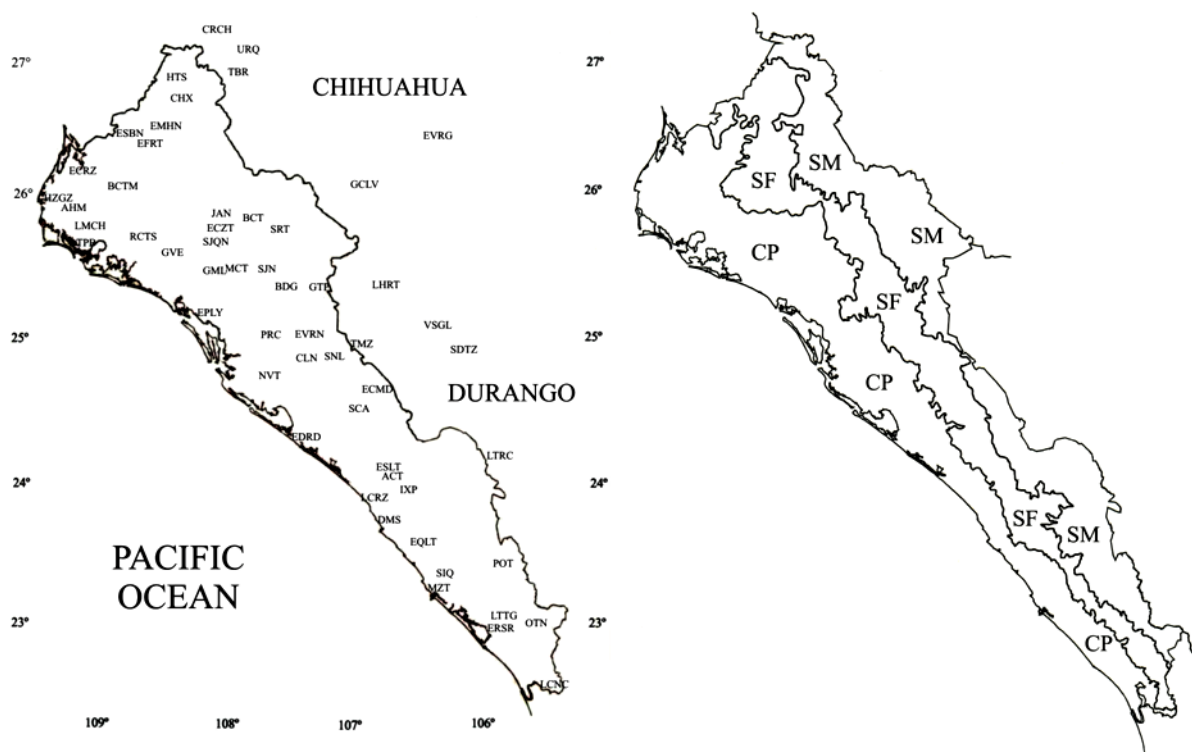 CRCH
URQ
27°
TBR
HTS
CHIHUAHUA
CHX
EMHN
ESBN
EFRT
EVRG
ECRZ
BCTM
GCLV
26°
AHM
JAN
BCT
LMCH
ECZT
SRT
RCTS
SJQN
GVE
GML
MCT
SJN
BDG
LHRT
EPLY
VSGL
25°
PRC
EVRN
TMZ
SDTZ
CLN
SNL
NVT
ECMD
DURANGO
SCA
EDRD
LTRC
ESLT
ACT
24°
IXP
LCRZ
DMS
EQLT
PACIFIC
OCEAN
POT
SIQ
MZT
LTTG
23°
ERSR
OTN
LCNC
109°
108°
107°
106°
27°
SM
26°
SF
SM
CP
SF
25°
CP
24°
SF
SM
23°
CP